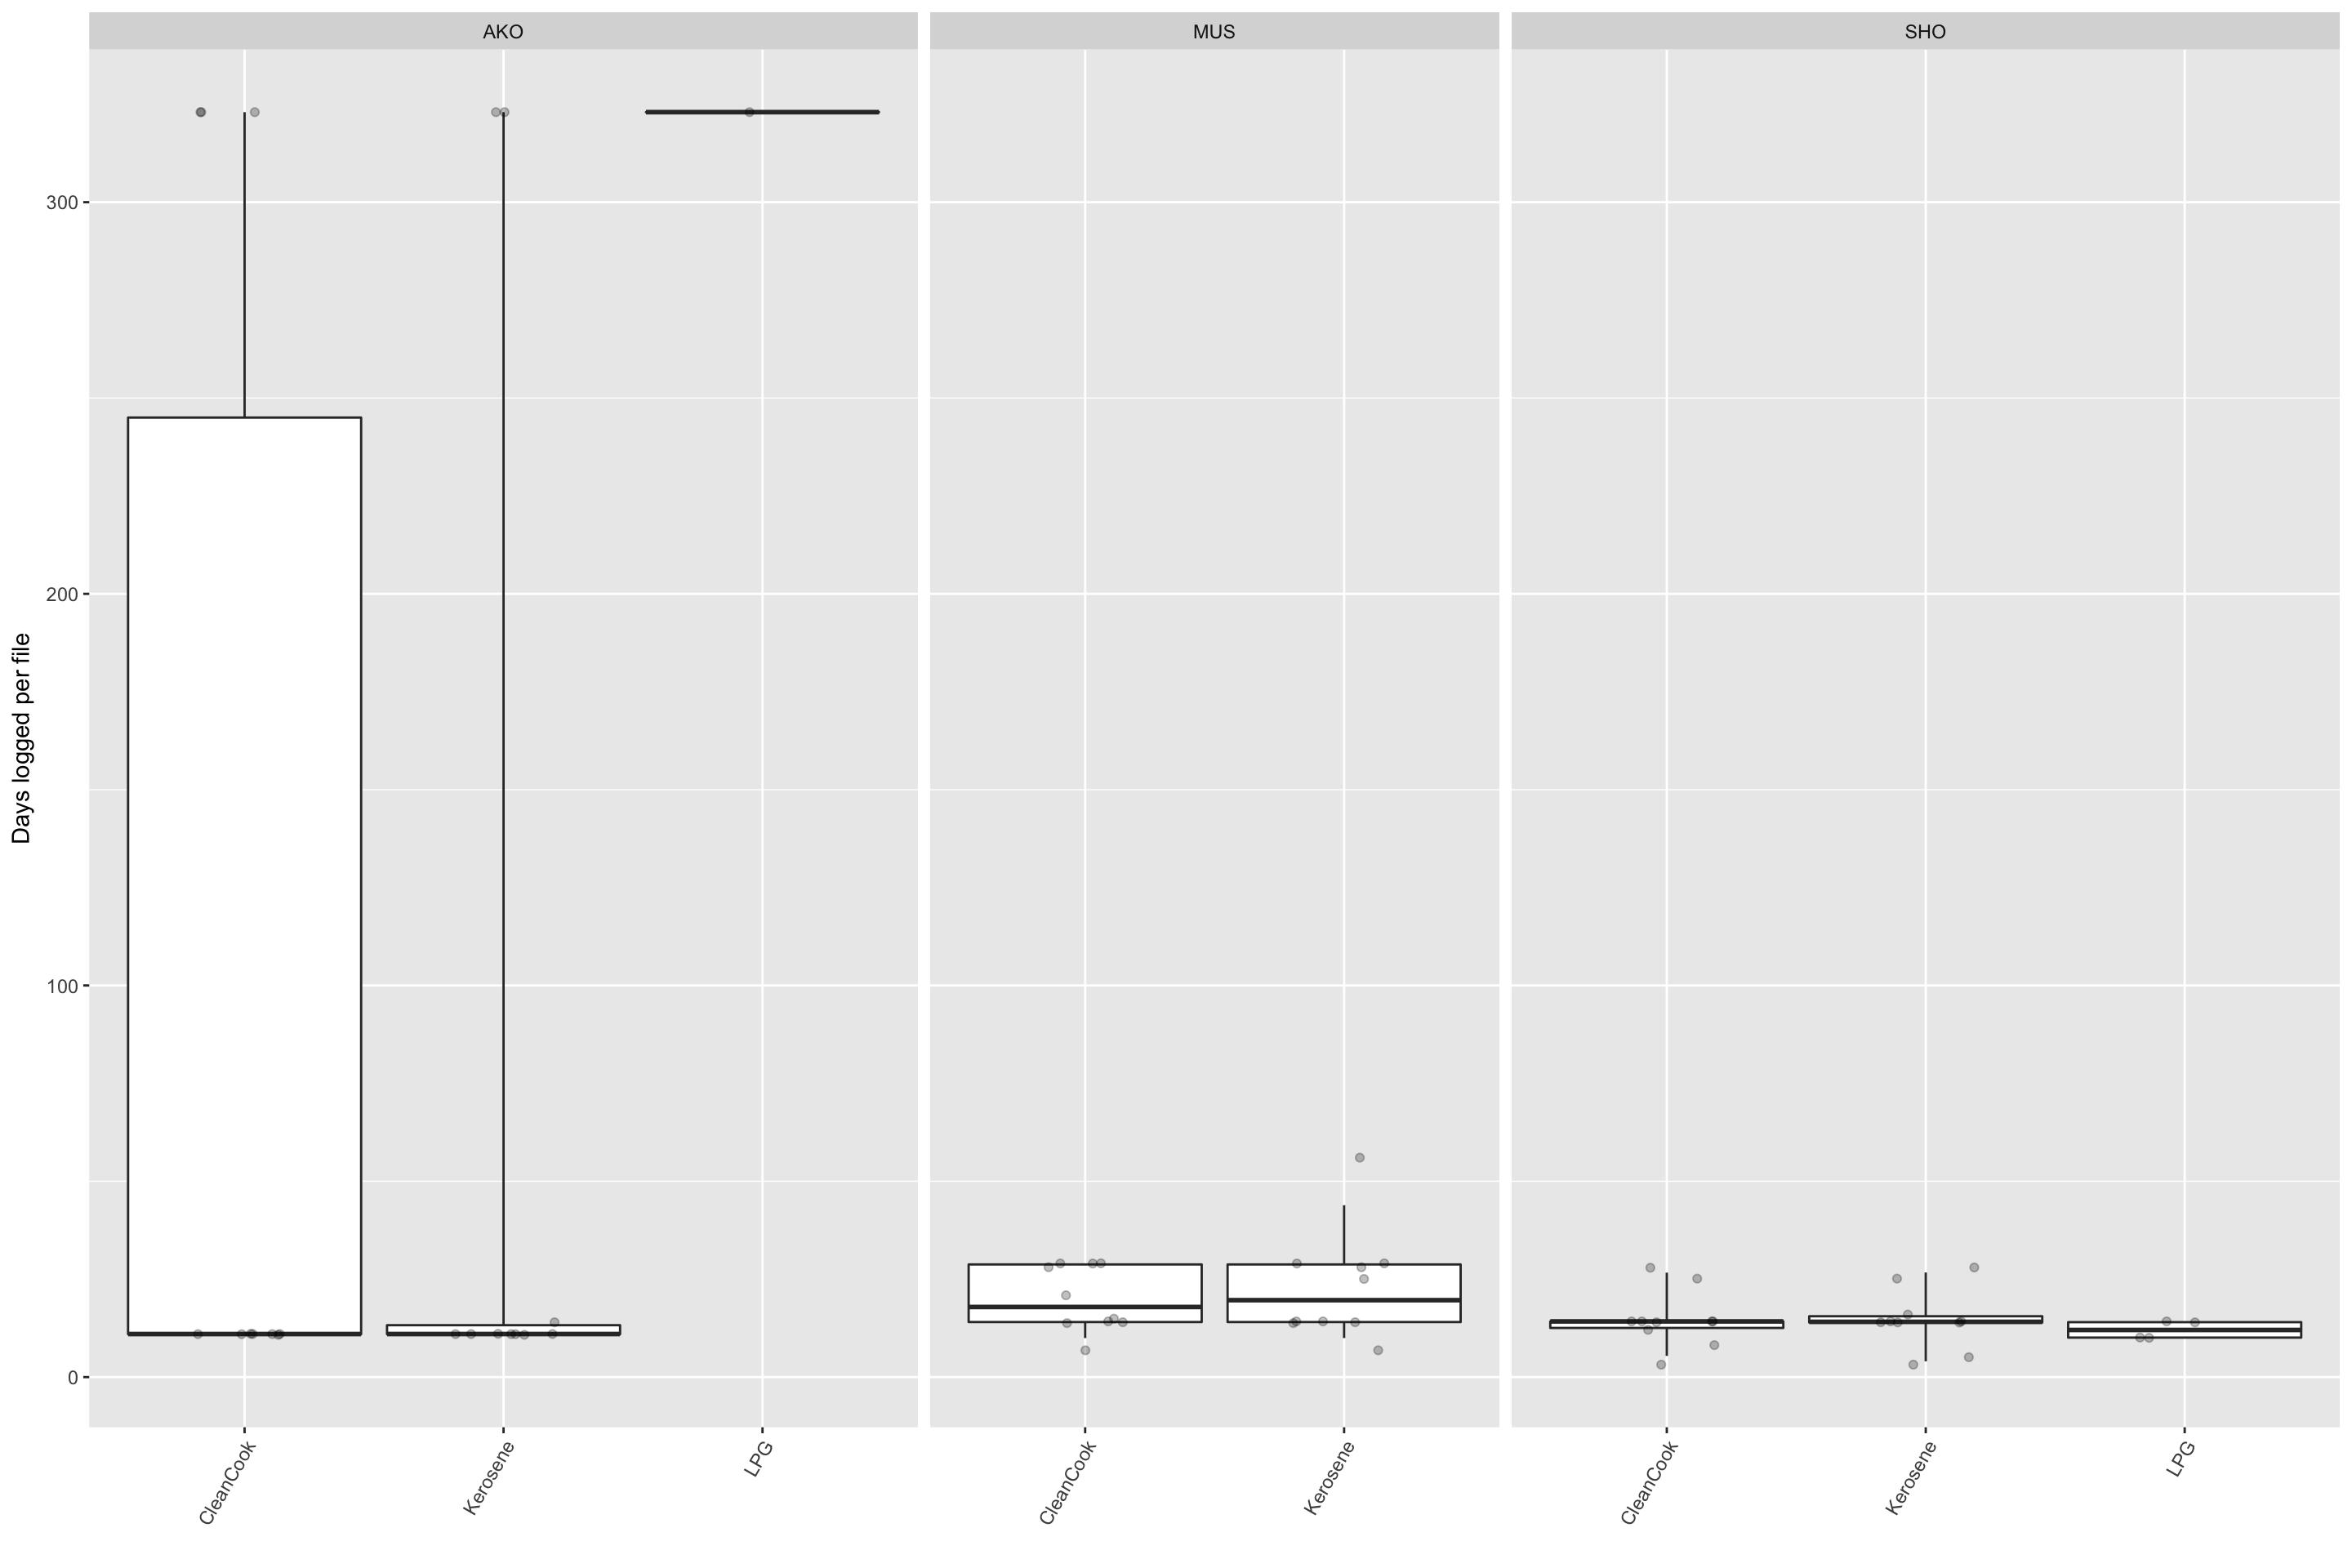 AKO
MUS
SHO
Days logged per file
300
200
100
0
CleanCook
Kerosene
LPG
CleanCook
Kerosene
CleanCook
Kerosene
LPG